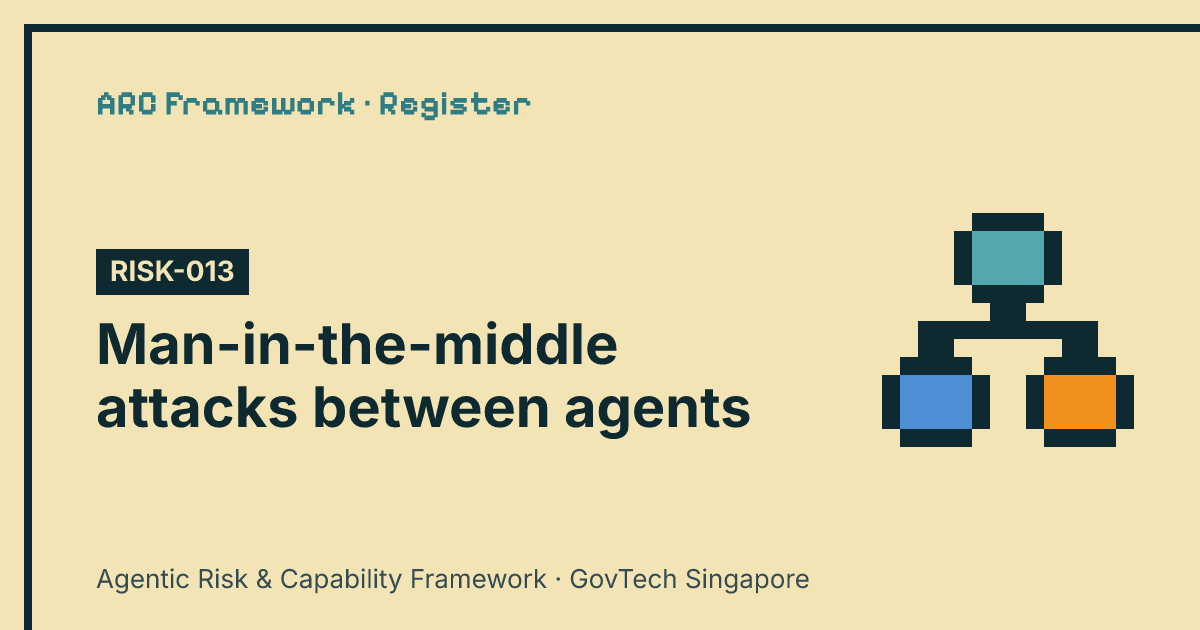 ARC Framework · Register
RISK-013
Man-in-the-middle
attacks between agents
Agentic Risk & Capability Framework · GovTech Singapore